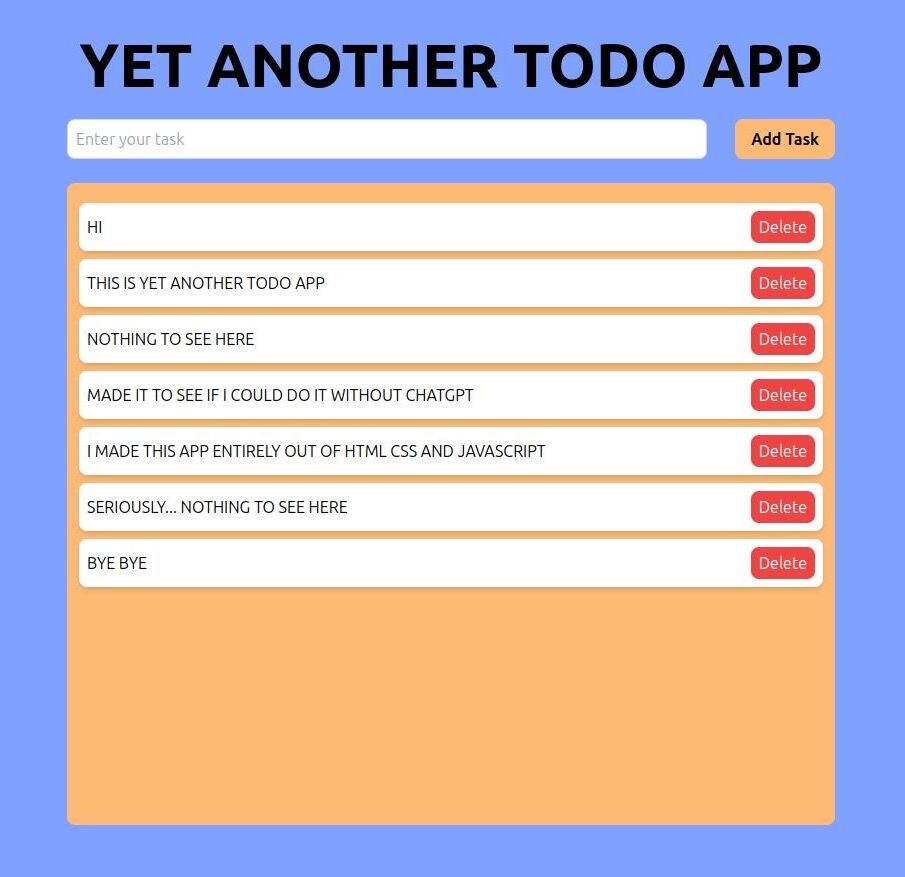 YET ANOTHER TODO APP
Enter your task
Add Task
HI
Delete
THIS IS YET ANOTHER TODO APP
Delete
NOTHING TO SEE HERE
Delete
MADE IT TO SEE IF I COULD DO IT WITHOUT CHATGPT
Delete
I MADE THIS APP ENTIRELY OUT OF HTML CSS AND JAVASCRIPT
Delete
SERIOUSLY... NOTHING TO SEE HERE
Delete
BYE BYE
Delete